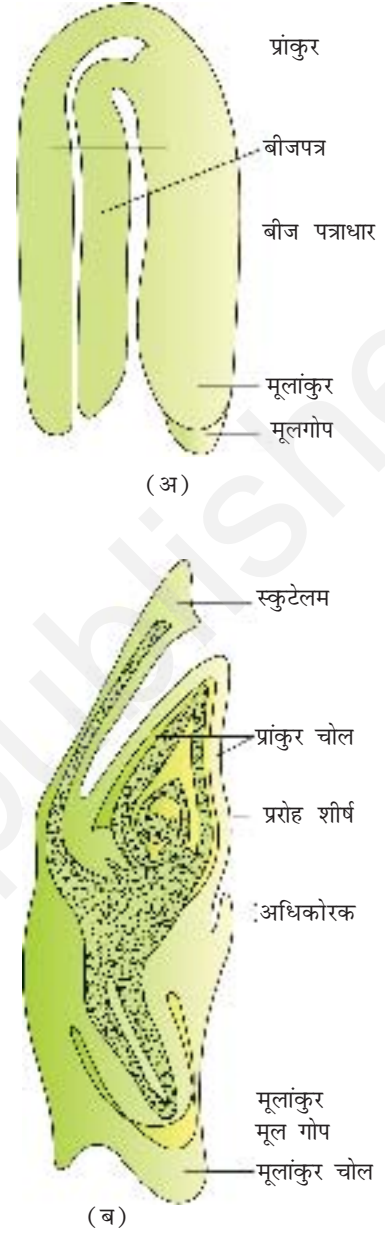 प्रांकुर
बीजपत्र
बीज पत्राधार
मूलांकुर
मूलगोप
(अ)
स्कुटेलम
प्रांकुर चोल
प्ररोह शीर्ष
अधिकोरक
मूलांकुर
मूल गोप
मूलांकुर चोल
(ब)